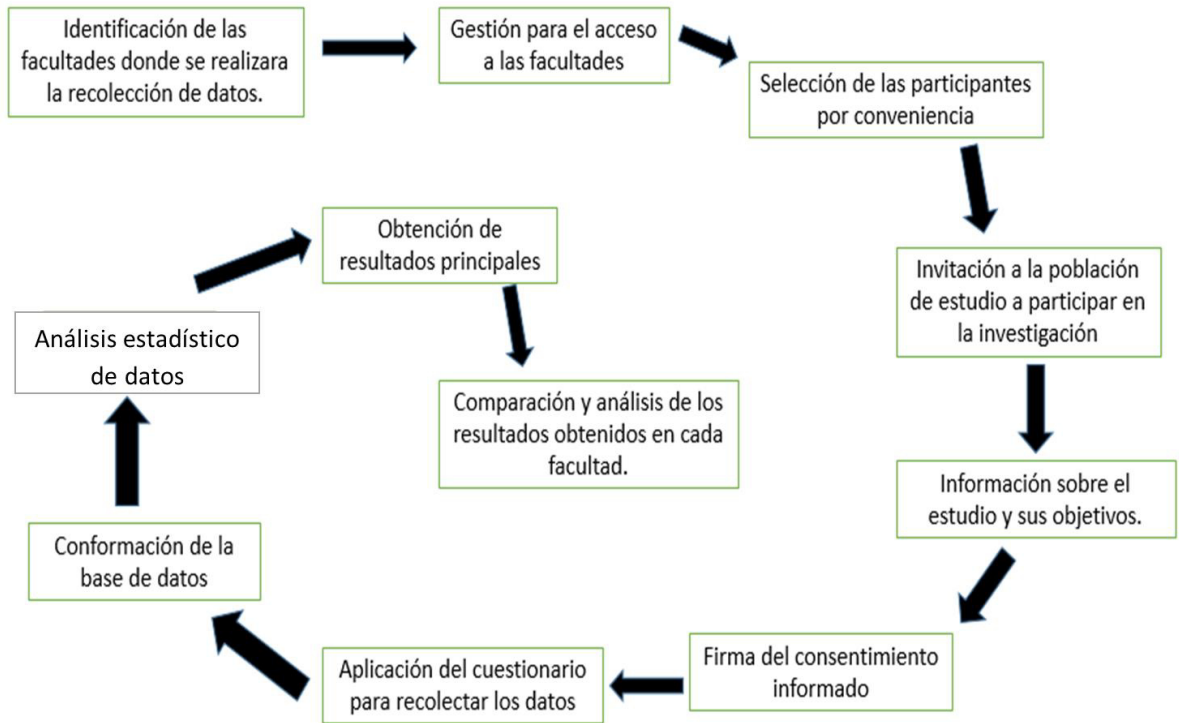 Identificación de las
facultades donde se realizara
la recolección de datos.
Gestión para el acceso
a las facultades
Selección de las participantes
por conveniencia
Invitación a la población
de estudio a participar en
la investigación
Información sobre el
estudio y sus objetivos.
Firma del consentimiento
informado
Aplicación del cuestionario
para recolectar los datos
Conformación de la
base de datos
Análisis estadístico
de datos
Obtención de
resultados principales
Comparación y análisis de los
resultados obtenidos en cada
facultad.